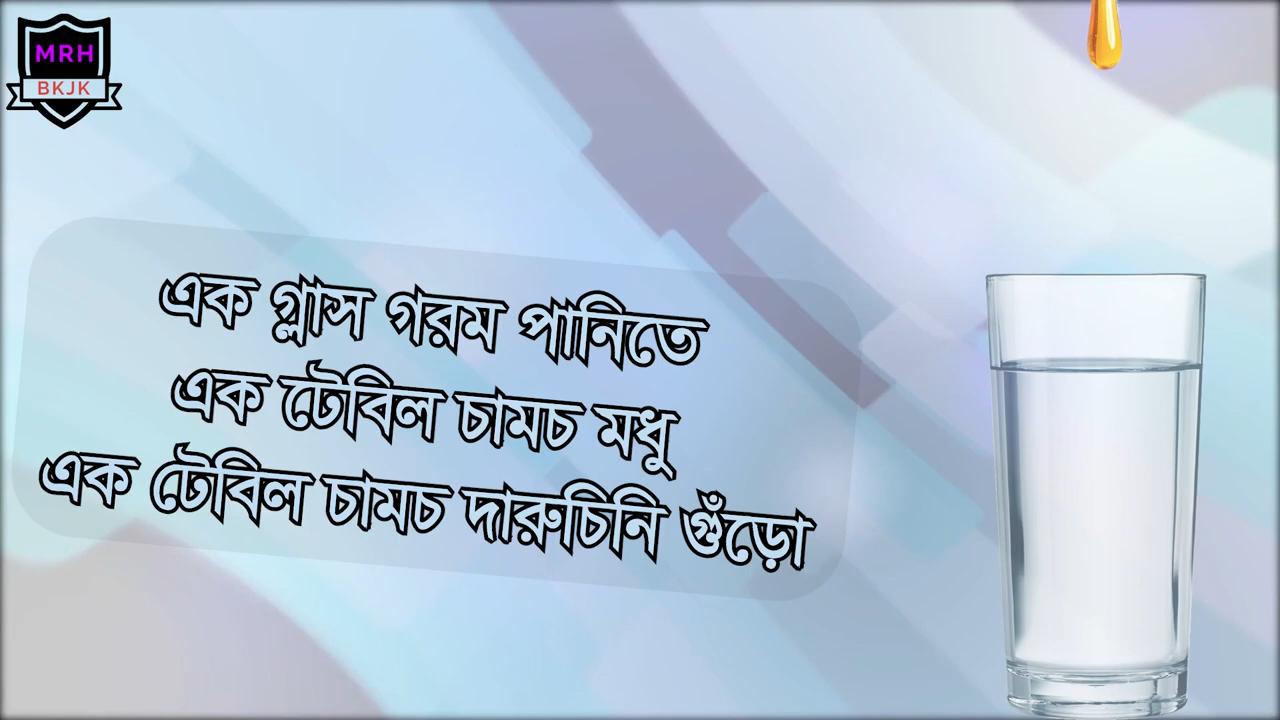 MRH
BKJK
এক গ্লাস গরম পানিতে
এক টেবিল চামচ মধু
এক টেবিল চামচ দারুচিনি গুঁড়ো